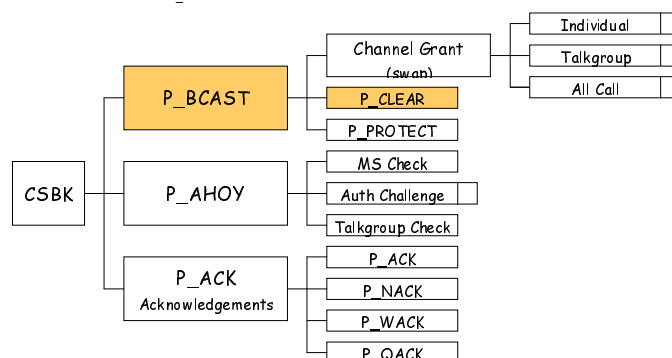 Channel Grant
(swap)
Individual
Talkgroup
All Call
P_BCAST
P_CLEAR
P_PROTECT
CSBK
P_AHOY
MS Check
Auth Challenge
Talkgroup Check
P_ACK
Acknowledgements
P_ACK
P_NACK
P_WACK
P_QACK